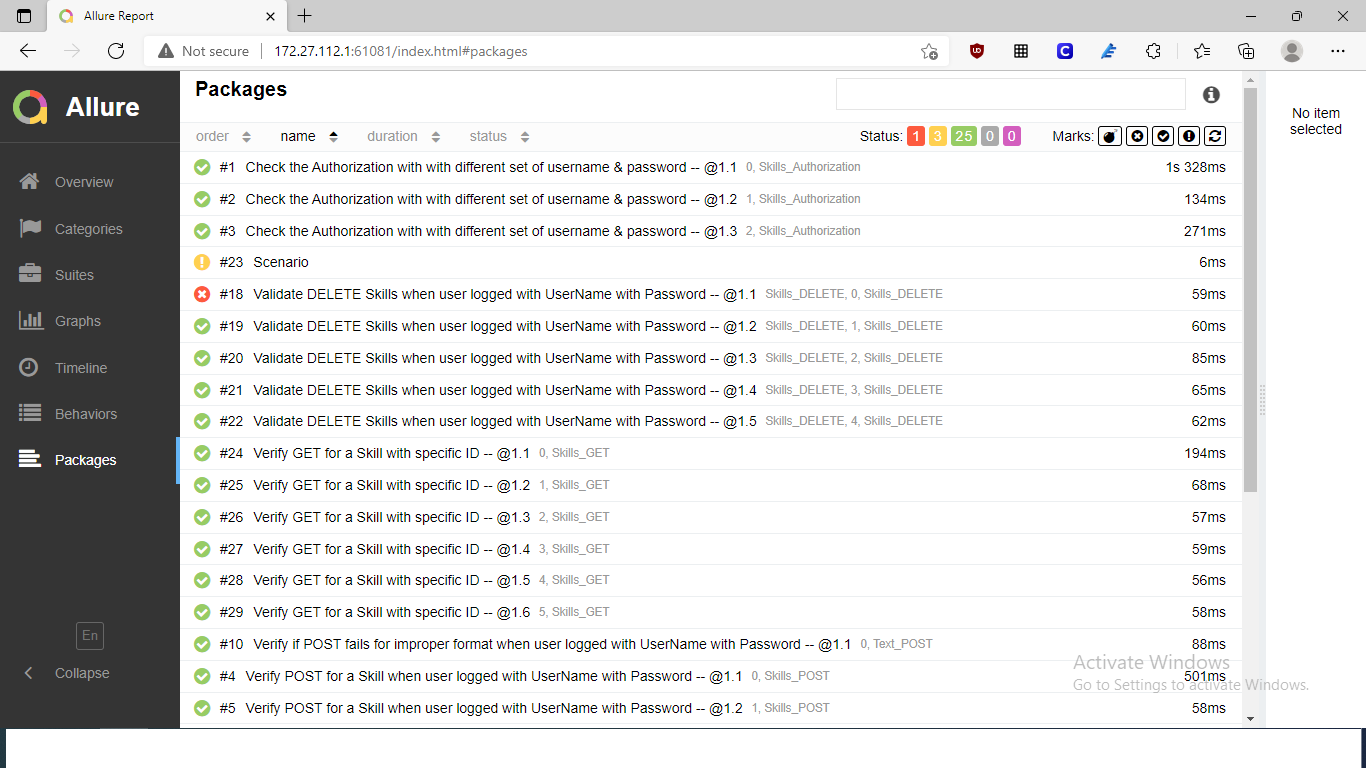 Allure Report
Not secure 172.27.112.1:61081/index.html#packages
Allure
Overview
Categories
Suites
Graphs
Timeline
Behaviors
Packages
En
Collapse
Packages
order name duration status Status: 1 3 25 0 0 Marks:
#1 Check the Authorization with with different set of username & password -- @1.1 0, Skills_Authorization 1s 328ms
#2 Check the Authorization with with different set of username & password -- @1.2 1, Skills_Authorization 134ms
#3 Check the Authorization with with different set of username & password -- @1.3 2, Skills_Authorization 271ms
#23 Scenario 6ms
#18 Validate DELETE Skills when user logged with UserName with Password -- @1.1 Skills_DELETE, 0, Skills_DELETE 59ms
#19 Validate DELETE Skills when user logged with UserName with Password -- @1.2 Skills_DELETE, 1, Skills_DELETE 60ms
#20 Validate DELETE Skills when user logged with UserName with Password -- @1.3 Skills_DELETE, 2, Skills_DELETE 85ms
#21 Validate DELETE Skills when user logged with UserName with Password -- @1.4 Skills_DELETE, 3, Skills_DELETE 65ms
#22 Validate DELETE Skills when user logged with UserName with Password -- @1.5 Skills_DELETE, 4, Skills_DELETE 62ms
#24 Verify GET for a Skill with specific ID -- @1.1 0, Skills_GET 194ms
#25 Verify GET for a Skill with specific ID -- @1.2 1, Skills_GET 68ms
#26 Verify GET for a Skill with specific ID -- @1.3 2, Skills_GET 57ms
#27 Verify GET for a Skill with specific ID -- @1.4 3, Skills_GET 59ms
#28 Verify GET for a Skill with specific ID -- @1.5 4, Skills_GET 56ms
#29 Verify GET for a Skill with specific ID -- @1.6 5, Skills_GET 58ms
#10 Verify if POST fails for improper format when user logged with UserName with Password -- @1.1 0, Text_POST 88ms
#4 Verify POST for a Skill when user logged with UserName with Password -- @1.1 0, Skills_POST 501ms
#5 Verify POST for a Skill when user logged with UserName with Password -- @1.2 1, Skills_POST 58ms
No item
selected
Activate Windows
Go to Settings to activate Windows.